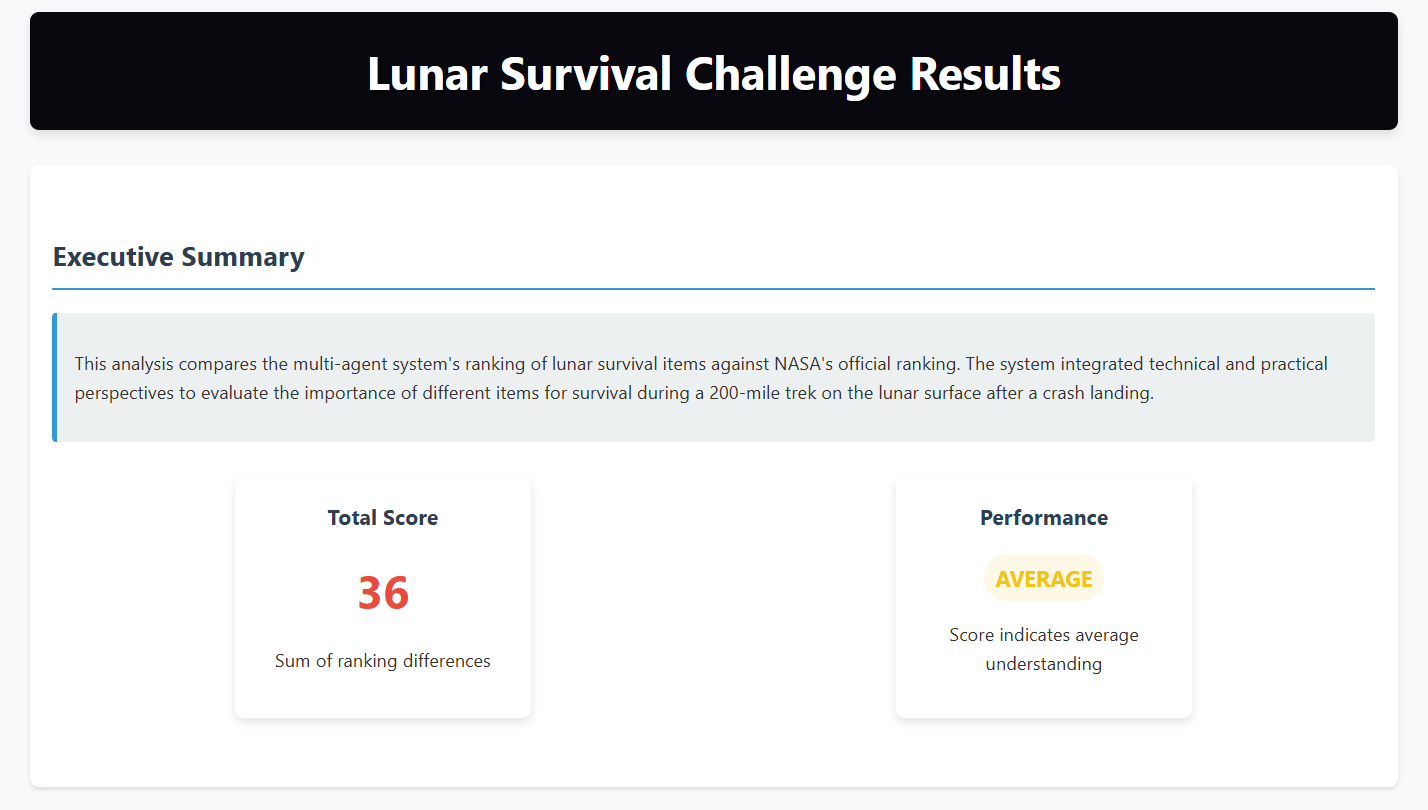 Lunar Survival Challenge Results
Executive Summary
This analysis compares the multi-agent system's ranking of lunar survival items against NASA's official ranking. The system integrated technical and practical
perspectives to evaluate the importance of different items for survival during a 200-mile trek on the lunar surface after a crash landing.
Total Score
36
Sum of ranking differences
Performance
AVERAGE
Score indicates average
understanding